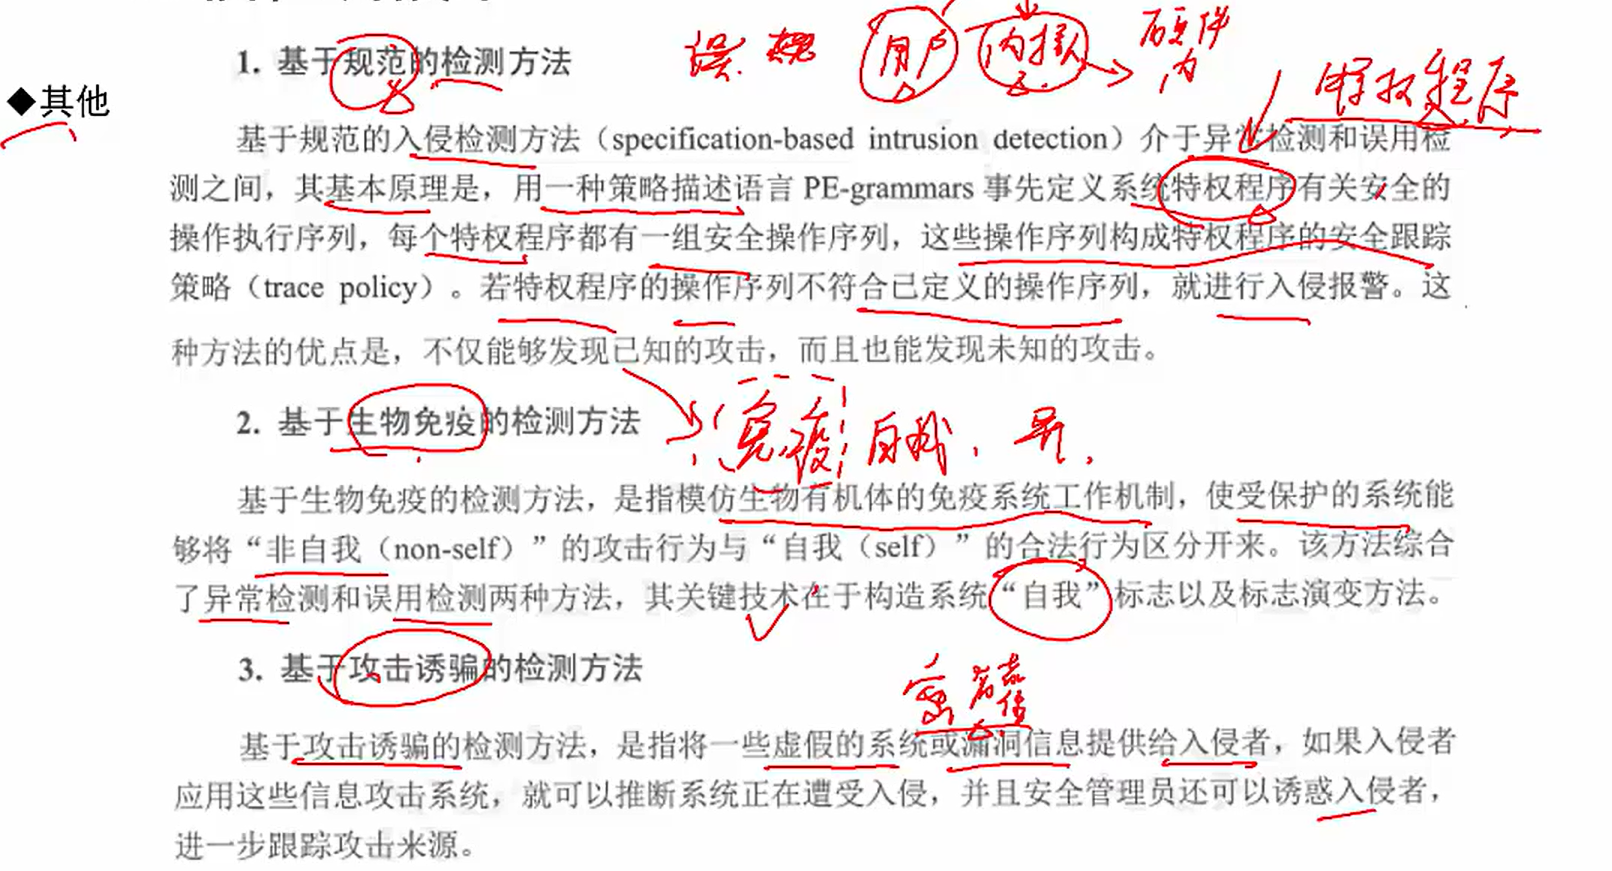 1. 基于规范的检测方法
误 规 用户 内核 硬件
内
特权程序
◆其他
基于规范的入侵检测方法（specification-based intrusion detection）介于异常检测和误用检
测之间，其基本原理是，用一种策略描述语言 PE-grammars 事先定义系统特权程序有关安全的
操作执行序列，每个特权程序都有一组安全操作序列，这些操作序列构成特权程序的安全跟踪
策略（trace policy）。若特权程序的操作序列不符合已定义的操作序列，就进行入侵报警。这
种方法的优点是，不仅能够发现已知的攻击，而且也能发现未知的攻击。
2. 基于生物免疫的检测方法
免疫 自我、异、
基于生物免疫的检测方法，是指模仿生物有机体的免疫系统工作机制，使受保护的系统能
够将“非自我（non-self）”的攻击行为与“自我（self）”的合法行为区分开来。该方法综合
了异常检测和误用检测两种方法，其关键技术在于构造系统“自我”标志以及标志演变方法。
3. 基于攻击诱骗的检测方法
蜜罐
基于攻击诱骗的检测方法，是指将一些虚假的系统或漏洞信息提供给入侵者，如果入侵者
应用这些信息攻击系统，就可以推断系统正在遭受入侵，并且安全管理员还可以诱惑入侵者，
进一步跟踪攻击来源。